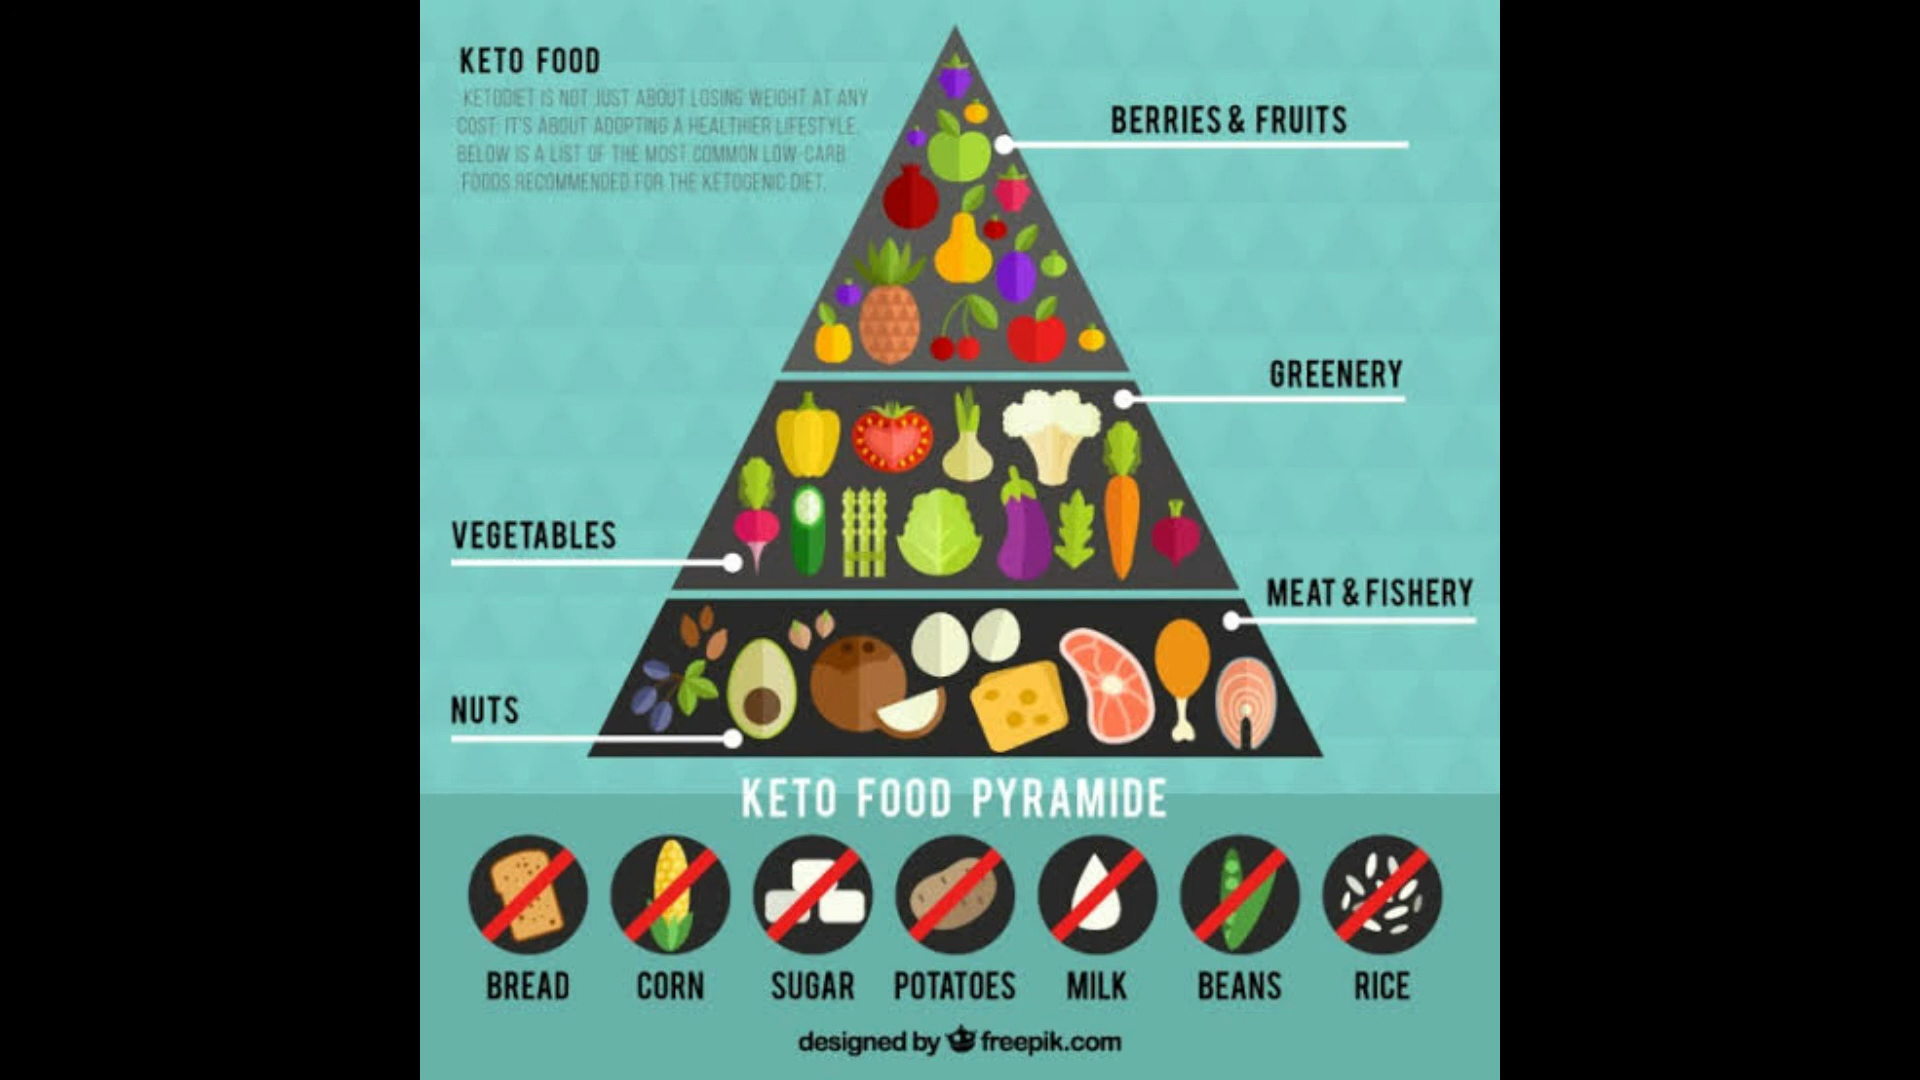 KETO FOOD
KETODIET IS NOT JUST ABOUT LOSING WEIGHT AT ANY
COST. IT'S ABOUT ADOPTING A HEALTHIER LIFESTYLE.
BELOW IS A LIST OF THE MOST COMMON LOW-CARB
FOODS RECOMMENDED FOR THE KETOGENIC DIET.
BERRIES & FRUITS
GREENERY
VEGETABLES
MEAT & FISHERY
NUTS
KETO FOOD PYRAMIDE
BREAD
CORN
SUGAR
POTATOES
MILK
BEANS
RICE
designed by freepik.com